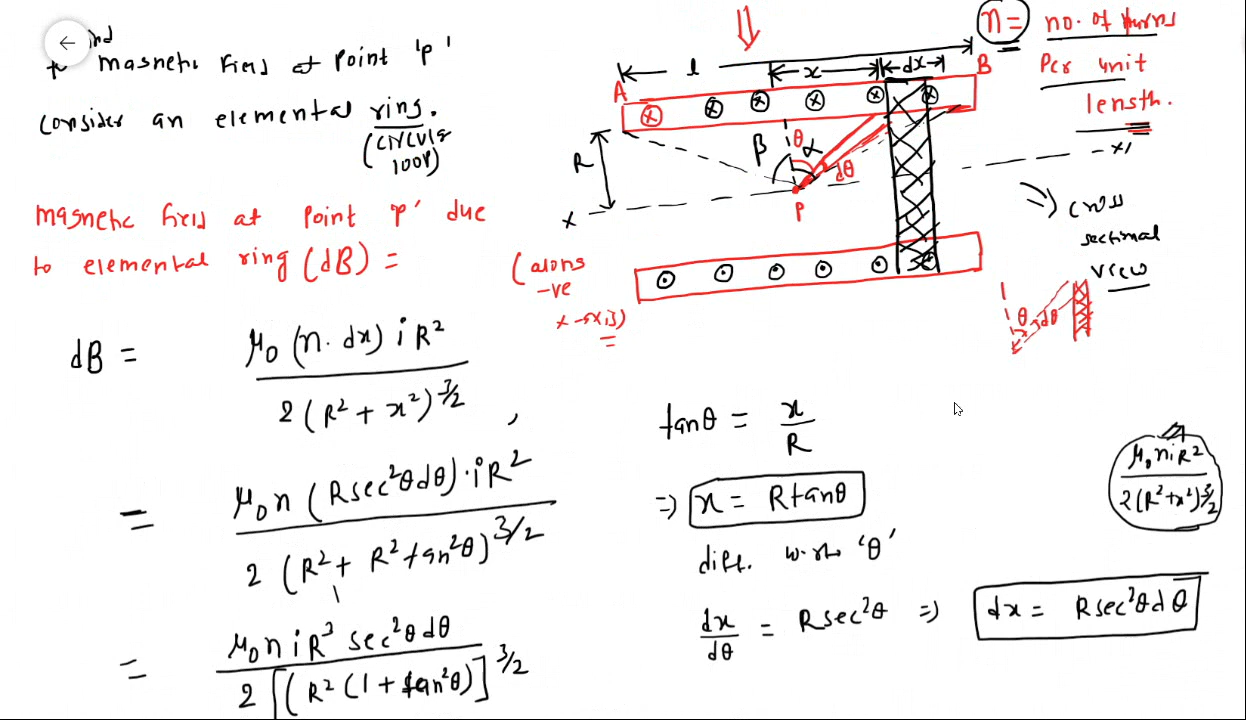 nd
magnetic field at point 'p'
consider an elemental ring.
(circular loop)
magnetic field at point 'p' due
to elemental ring (dB) =
(along
-ve
x-axis)
dB = μ₀ (n. dx) i R² / 2 (R² + x²)^3/2 ,
= μ₀ n (R sec²θ dθ) · i R² / 2 (R² + R² tan²θ)^3/2
= μ₀ n i R³ sec²θ dθ / 2 [(R² (1 + tan²θ)]^3/2
n = no. of turns
Per unit
length.
l
x
dx
A
B
R
β
θ
α
dθ
P
x
x'
=> cross
sectional
view
θ
dθ
tanθ = x / R
=> x = R tanθ
diff. w.r.to 'θ'
dx / dθ = R sec²θ => dx = R sec²θ d θ
μ₀ n i R² / 2 (R² + x²)^3/2